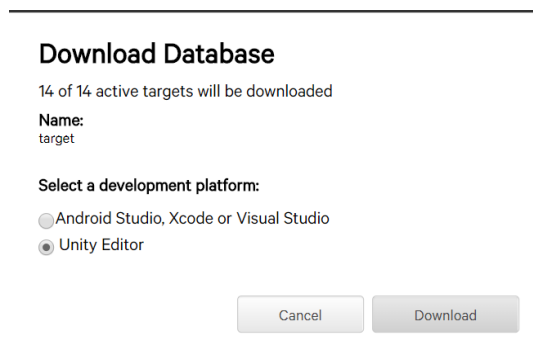 Download Database
14 of 14 active targets will be downloaded
Name:
target
Select a development platform:
Android Studio, Xcode or Visual Studio
Unity Editor
Cancel
Download